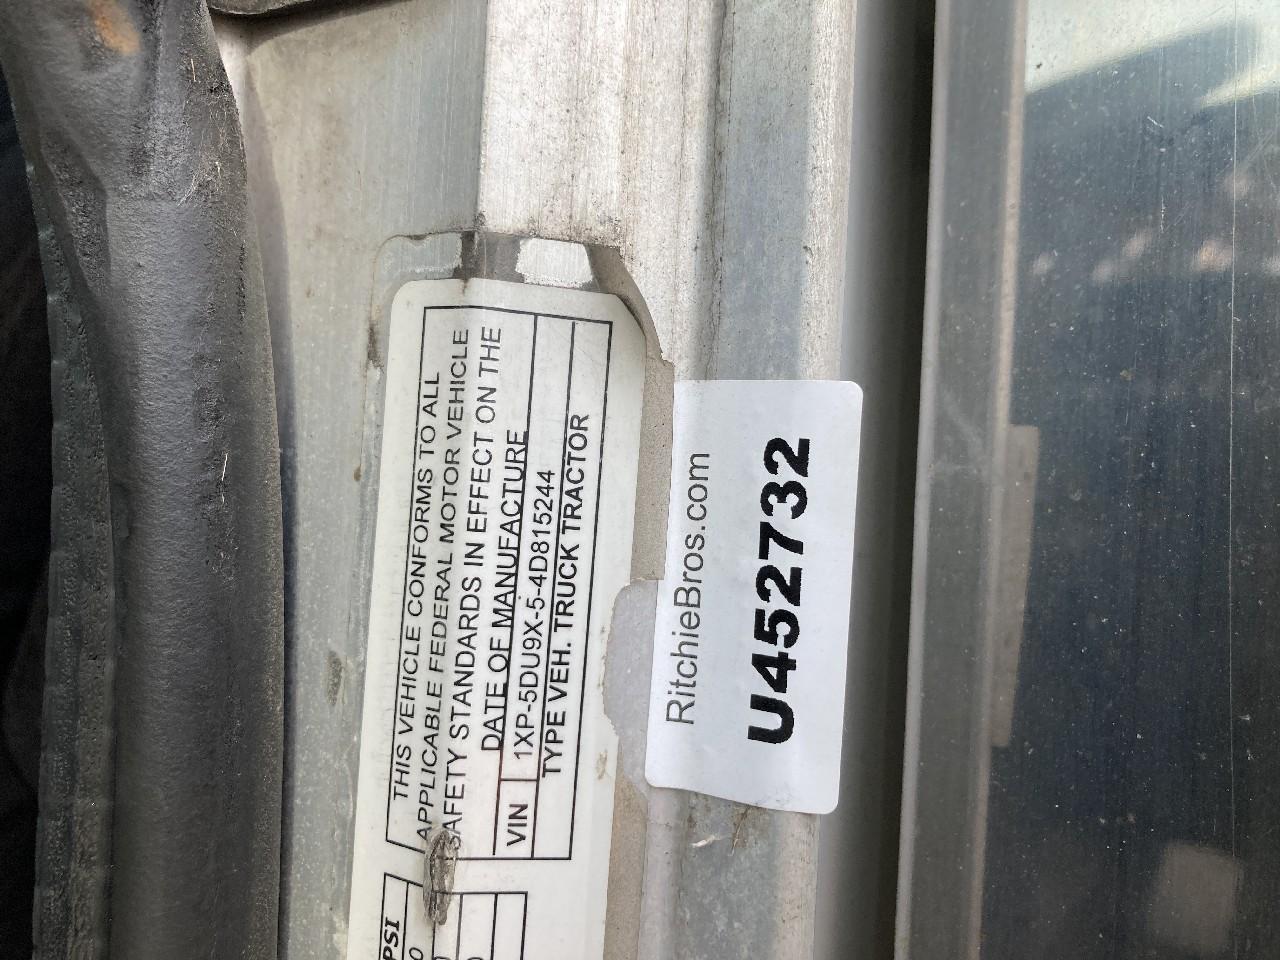 THIS VEHICLE CONFORMS TO ALL
APPLICABLE FEDERAL MOTOR VEHICLE
SAFETY STANDARDS IN EFFECT ON THE
DATE OF MANUFACTURE
VIN 1XP-5DU9X-5-4D815244
TYPE VEH. TRUCK TRACTOR
PSI
RitchieBros.com
U452732